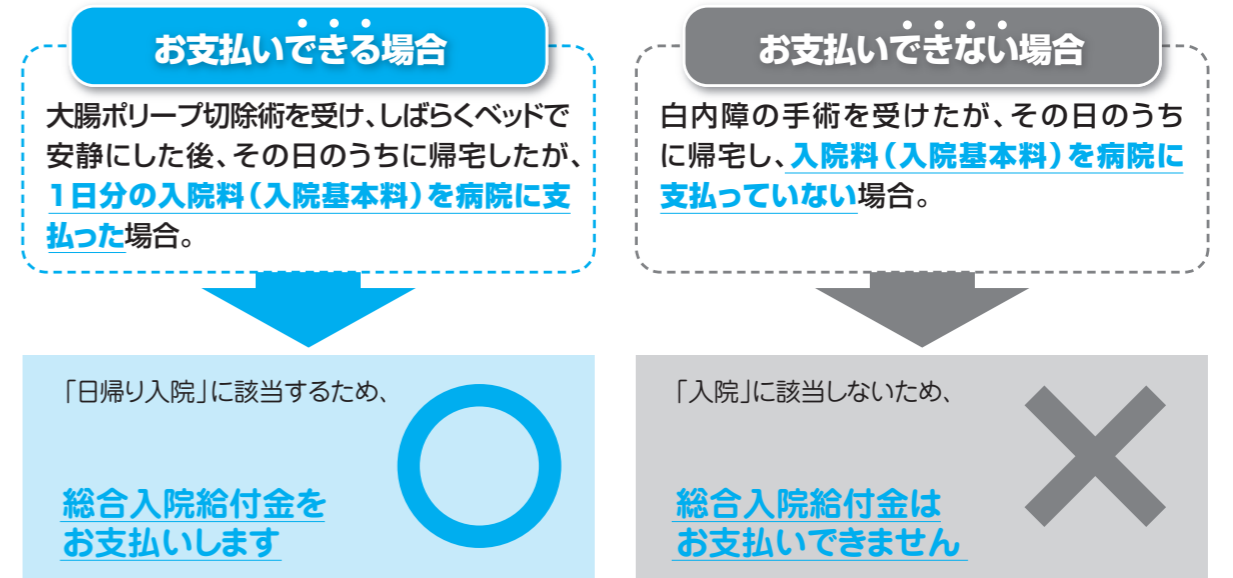 お支払いできる場合
大腸ポリープ切除術を受け、しばらくベッドで
安静にした後、その日のうちに帰宅したが、
1日分の入院料（入院基本料）を病院に支
払った場合。
「日帰り入院」に該当するため、
総合入院給付金を
お支払いします
お支払いできない場合
白内障の手術を受けたが、その日のうち
に帰宅し、入院料（入院基本料）を病院に
支払っていない場合。
「入院」に該当しないため、
総合入院給付金は
お支払いできません